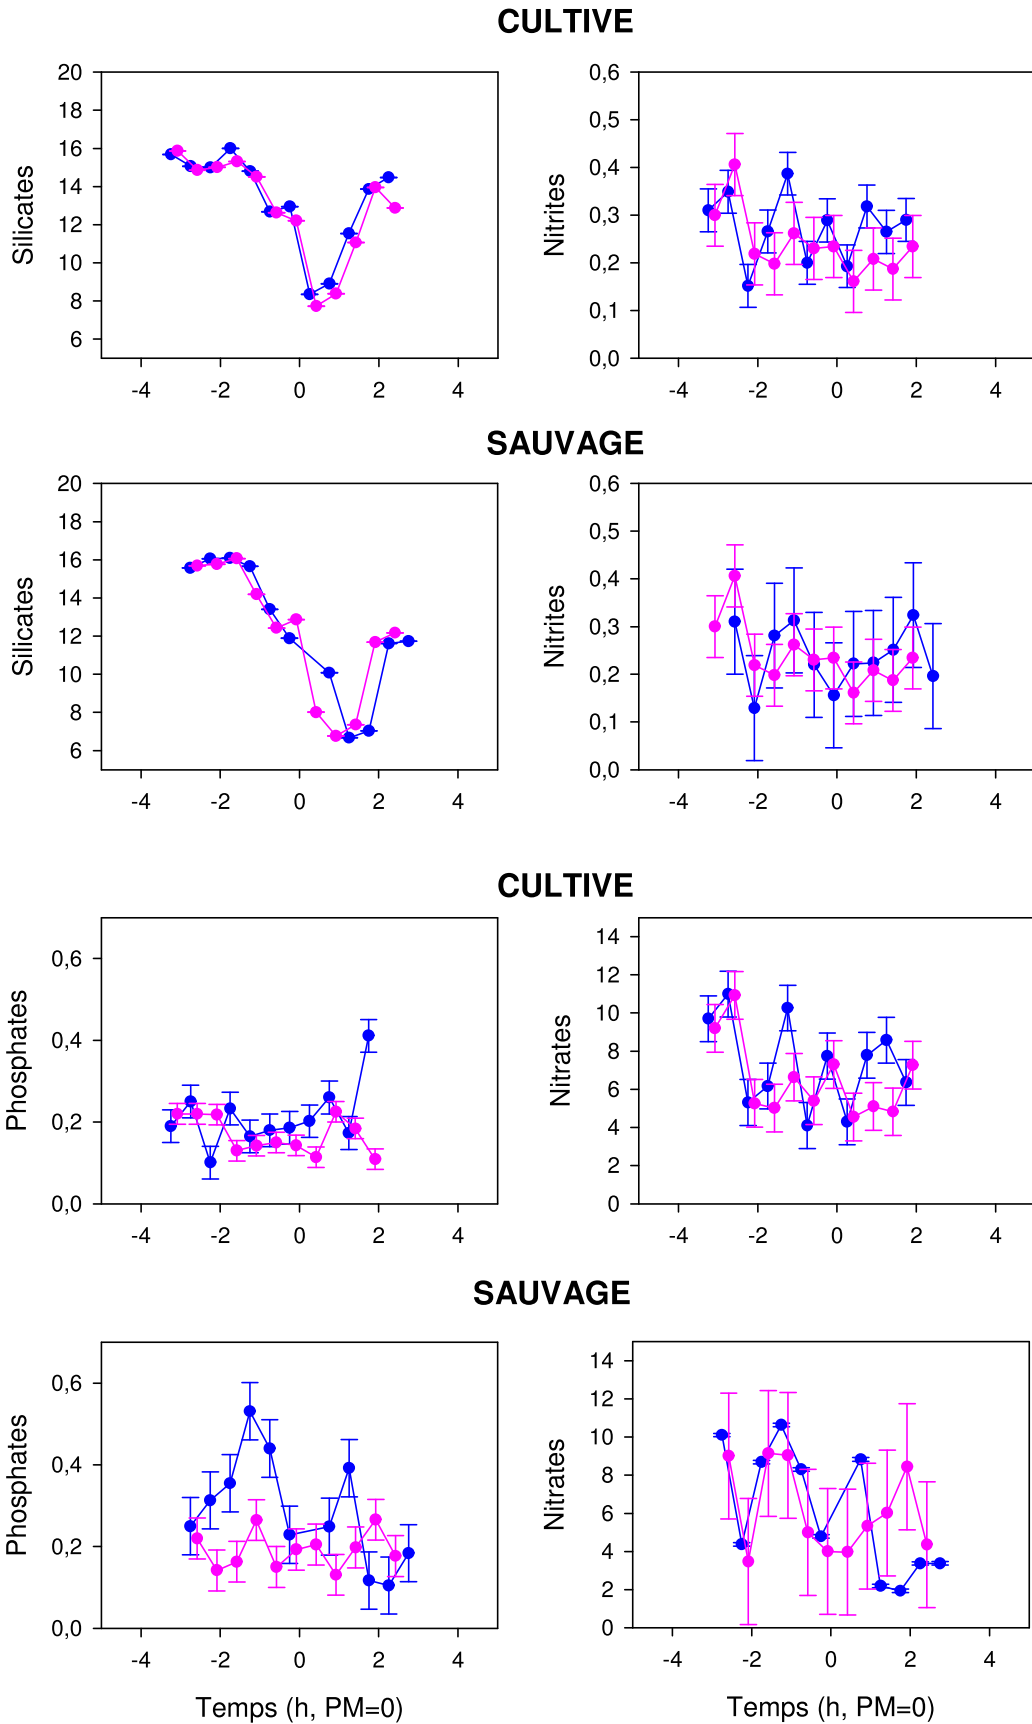 CULTIVE
Silicates
20
18
16
14
12
10
8
6
-4 -2 0 2 4
Nitrites
0,6
0,5
0,4
0,3
0,2
0,1
0,0
-4 -2 0 2 4
SAUVAGE
Silicates
20
18
16
14
12
10
8
6
-4 -2 0 2 4
Nitrites
0,6
0,5
0,4
0,3
0,2
0,1
0,0
-4 -2 0 2 4
CULTIVE
Phosphates
0,6
0,4
0,2
0,0
-4 -2 0 2 4
Nitrates
14
12
10
8
6
4
2
0
-4 -2 0 2 4
SAUVAGE
Phosphates
0,6
0,4
0,2
0,0
-4 -2 0 2 4
Temps (h, PM=0)
Nitrates
14
12
10
8
6
4
2
0
-4 -2 0 2 4
Temps (h, PM=0)